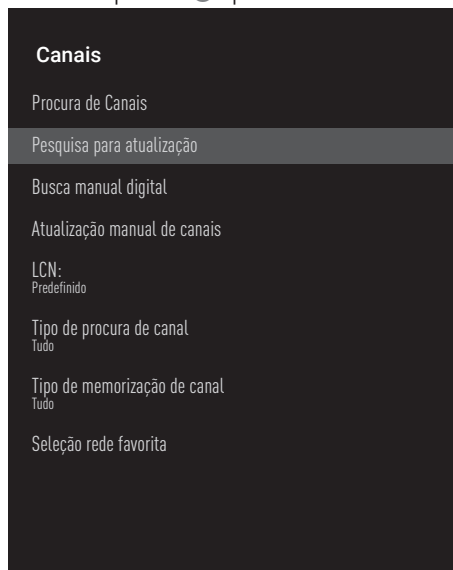 Canais
Procura de Canais
Pesquisa para atualização
Busca manual digital
Atualização manual de canais
LCN:
Predefinido
Tipo de procura de canal
Tudo
Tipo de memorização de canal
Tudo
Seleção rede favorita